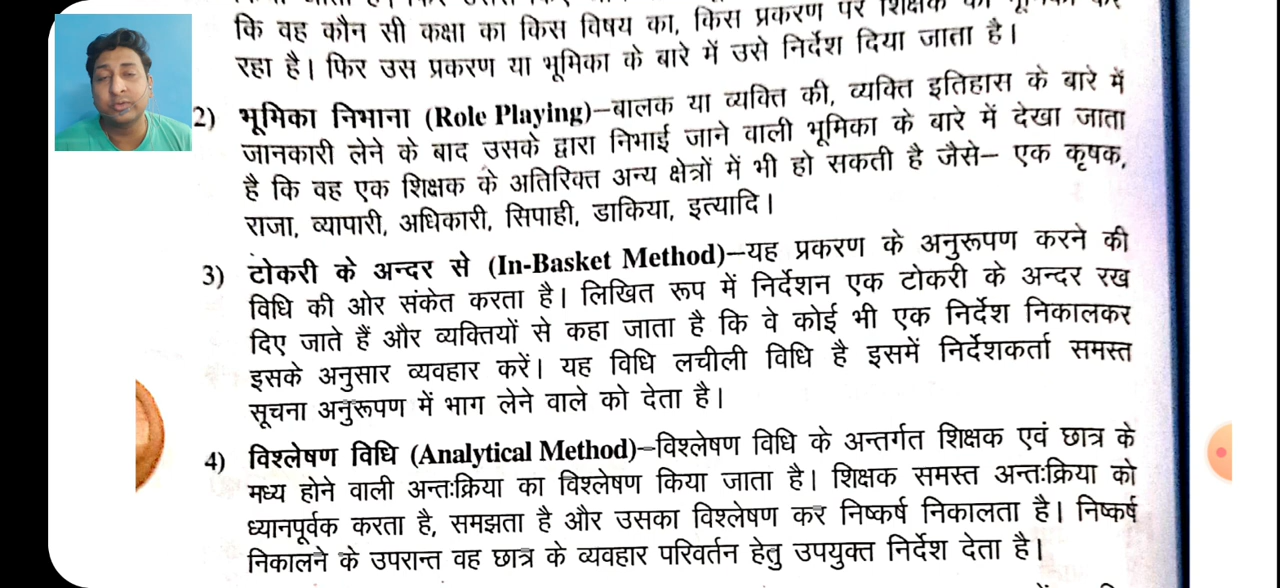 कि वह कौन सी कक्षा का किस विषय का, किस प्रकरण पर शिक्षक की भूमिका कर
रहा है। फिर उस प्रकरण या भूमिका के बारे में उसे निर्देश दिया जाता है।
2) भूमिका निभाना (Role Playing)–बालक या व्यक्ति की, व्यक्ति इतिहास के बारे में
जानकारी लेने के बाद उसके द्वारा निभाई जाने वाली भूमिका के बारे में देखा जाता
है कि वह एक शिक्षक के अतिरिक्त अन्य क्षेत्रों में भी हो सकती है जैसे– एक कृषक,
राजा, व्यापारी, अधिकारी, सिपाही, डाकिया, इत्यादि।
3) टोकरी के अन्दर से (In-Basket Method)–यह प्रकरण के अनुरूपण करने की
विधि की ओर संकेत करता है। लिखित रूप में निर्देशन एक टोकरी के अन्दर रख
दिए जाते हैं और व्यक्तियों से कहा जाता है कि वे कोई भी एक निर्देश निकालकर
इसके अनुसार व्यवहार करें। यह विधि लचीली विधि है इसमें निर्देशकर्ता समस्त
सूचना अनुरूपण में भाग लेने वाले को देता है।
4) विश्लेषण विधि (Analytical Method)–विश्लेषण विधि के अन्तर्गत शिक्षक एवं छात्र के
मध्य होने वाली अन्तःक्रिया का विश्लेषण किया जाता है। शिक्षक समस्त अन्तःक्रिया को
ध्यानपूर्वक करता है, समझता है और उसका विश्लेषण कर निष्कर्ष निकालता है। निष्कर्ष
निकालने के उपरान्त वह छात्र के व्यवहार परिवर्तन हेतु उपयुक्त निर्देश देता है।